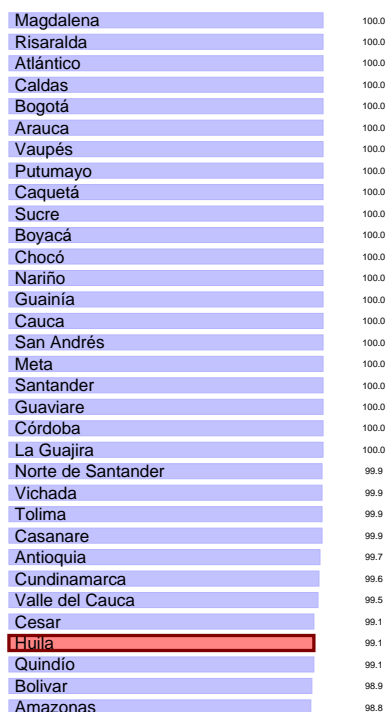 Magdalena 100.0
Risaralda 100.0
Atlántico 100.0
Caldas 100.0
Bogotá 100.0
Arauca 100.0
Vaupés 100.0
Putumayo 100.0
Caquetá 100.0
Sucre 100.0
Boyacá 100.0
Chocó 100.0
Nariño 100.0
Guainía 100.0
Cauca 100.0
San Andrés 100.0
Meta 100.0
Santander 100.0
Guaviare 100.0
Córdoba 100.0
La Guajira 100.0
Norte de Santander 99.9
Vichada 99.9
Tolima 99.9
Casanare 99.9
Antioquia 99.7
Cundinamarca 99.6
Valle del Cauca 99.5
Cesar 99.1
Huila 99.1
Quindío 99.1
Bolivar 98.9
Amazonas 98.8